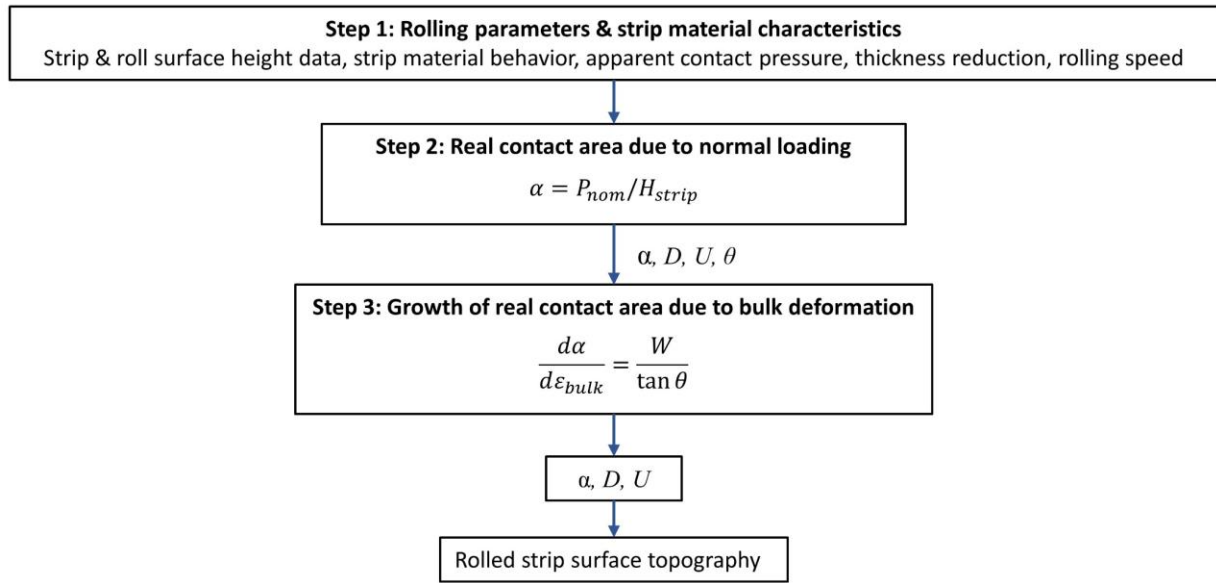 Step 1: Rolling parameters & strip material characteristics
Strip & roll surface height data, strip material behavior, apparent contact pressure, thickness reduction, rolling speed
Step 2: Real contact area due to normal loading
α = P_nom/H_strip
α, D, U, θ
Step 3: Growth of real contact area due to bulk deformation
dα/dε_bulk = W/tan θ
α, D, U
Rolled strip surface topography